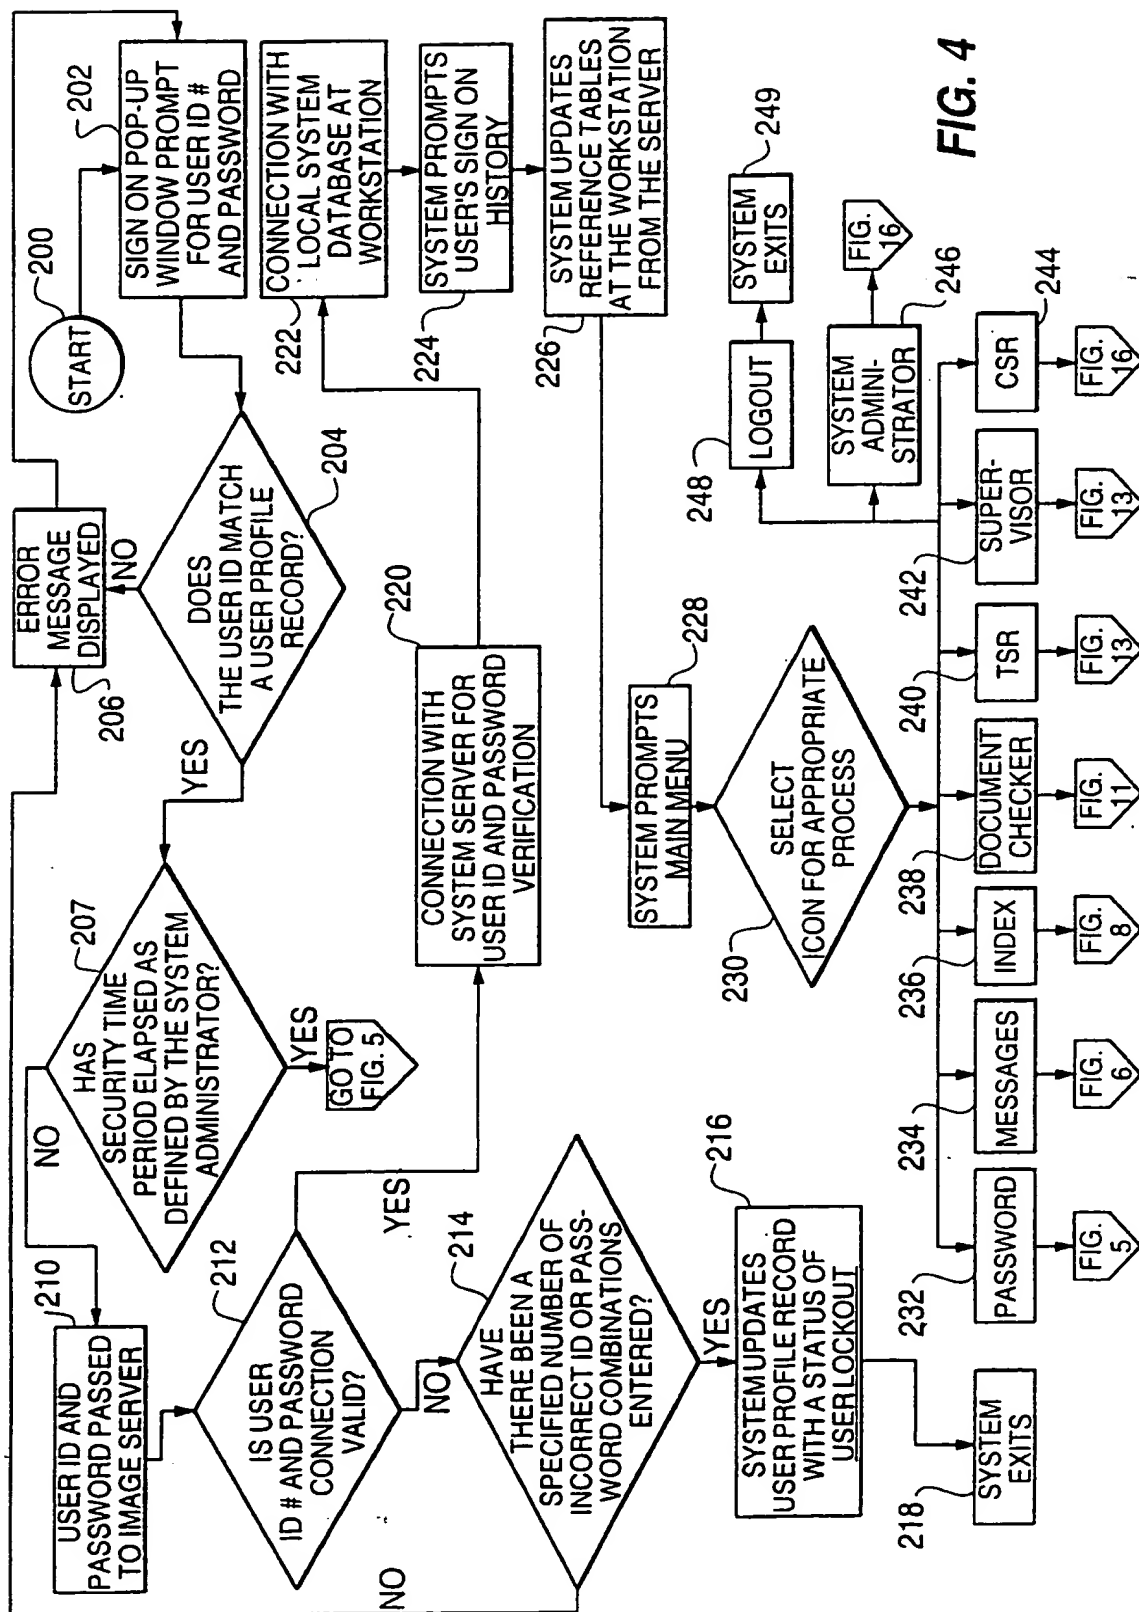 200
START
202
SIGN ON POP-UP
WINDOW PROMPT
FOR USER ID #
AND PASSWORD
204
DOES
THE USER ID MATCH
A USER PROFILE
RECORD?
NO
ERROR
MESSAGE
DISPLAYED
206
YES
207
HAS
SECURITY TIME
PERIOD ELAPSED AS
DEFINED BY THE SYSTEM
ADMINISTRATOR?
YES
GO TO
FIG. 5
NO
210
USER ID AND
PASSWORD PASSED
TO IMAGE SERVER
212
IS USER
ID # AND PASSWORD
CONNECTION
VALID?
YES
NO
214
HAVE
THERE BEEN A
SPECIFIED NUMBER OF
INCORRECT ID OR PASS-
WORD COMBINATIONS
ENTERED?
NO
YES
216
SYSTEM UPDATES
USER PROFILE RECORD
WITH A STATUS OF
USER LOCKOUT
218
SYSTEM
EXITS
220
CONNECTION WITH
SYSTEM SERVER FOR
USER ID AND PASSWORD
VERIFICATION
222
CONNECTION WITH
LOCAL SYSTEM
DATABASE AT
WORKSTATION
224
SYSTEM PROMPTS
USER'S SIGN ON
HISTORY
226
SYSTEM UPDATES
REFERENCE TABLES
AT THE WORKSTATION
FROM THE SERVER
228
SYSTEM PROMPTS
MAIN MENU
230
SELECT
ICON FOR APPROPRIATE
PROCESS
232
PASSWORD
FIG.
5
234
MESSAGES
FIG.
6
236
INDEX
FIG.
8
238
DOCUMENT
CHECKER
FIG.
11
240
TSR
FIG.
13
242
SUPER-
VISOR
FIG.
13
244
CSR
FIG.
16
246
SYSTEM
ADMINI-
STRATOR
FIG.
16
248
LOGOUT
249
SYSTEM
EXITS
FIG. 4